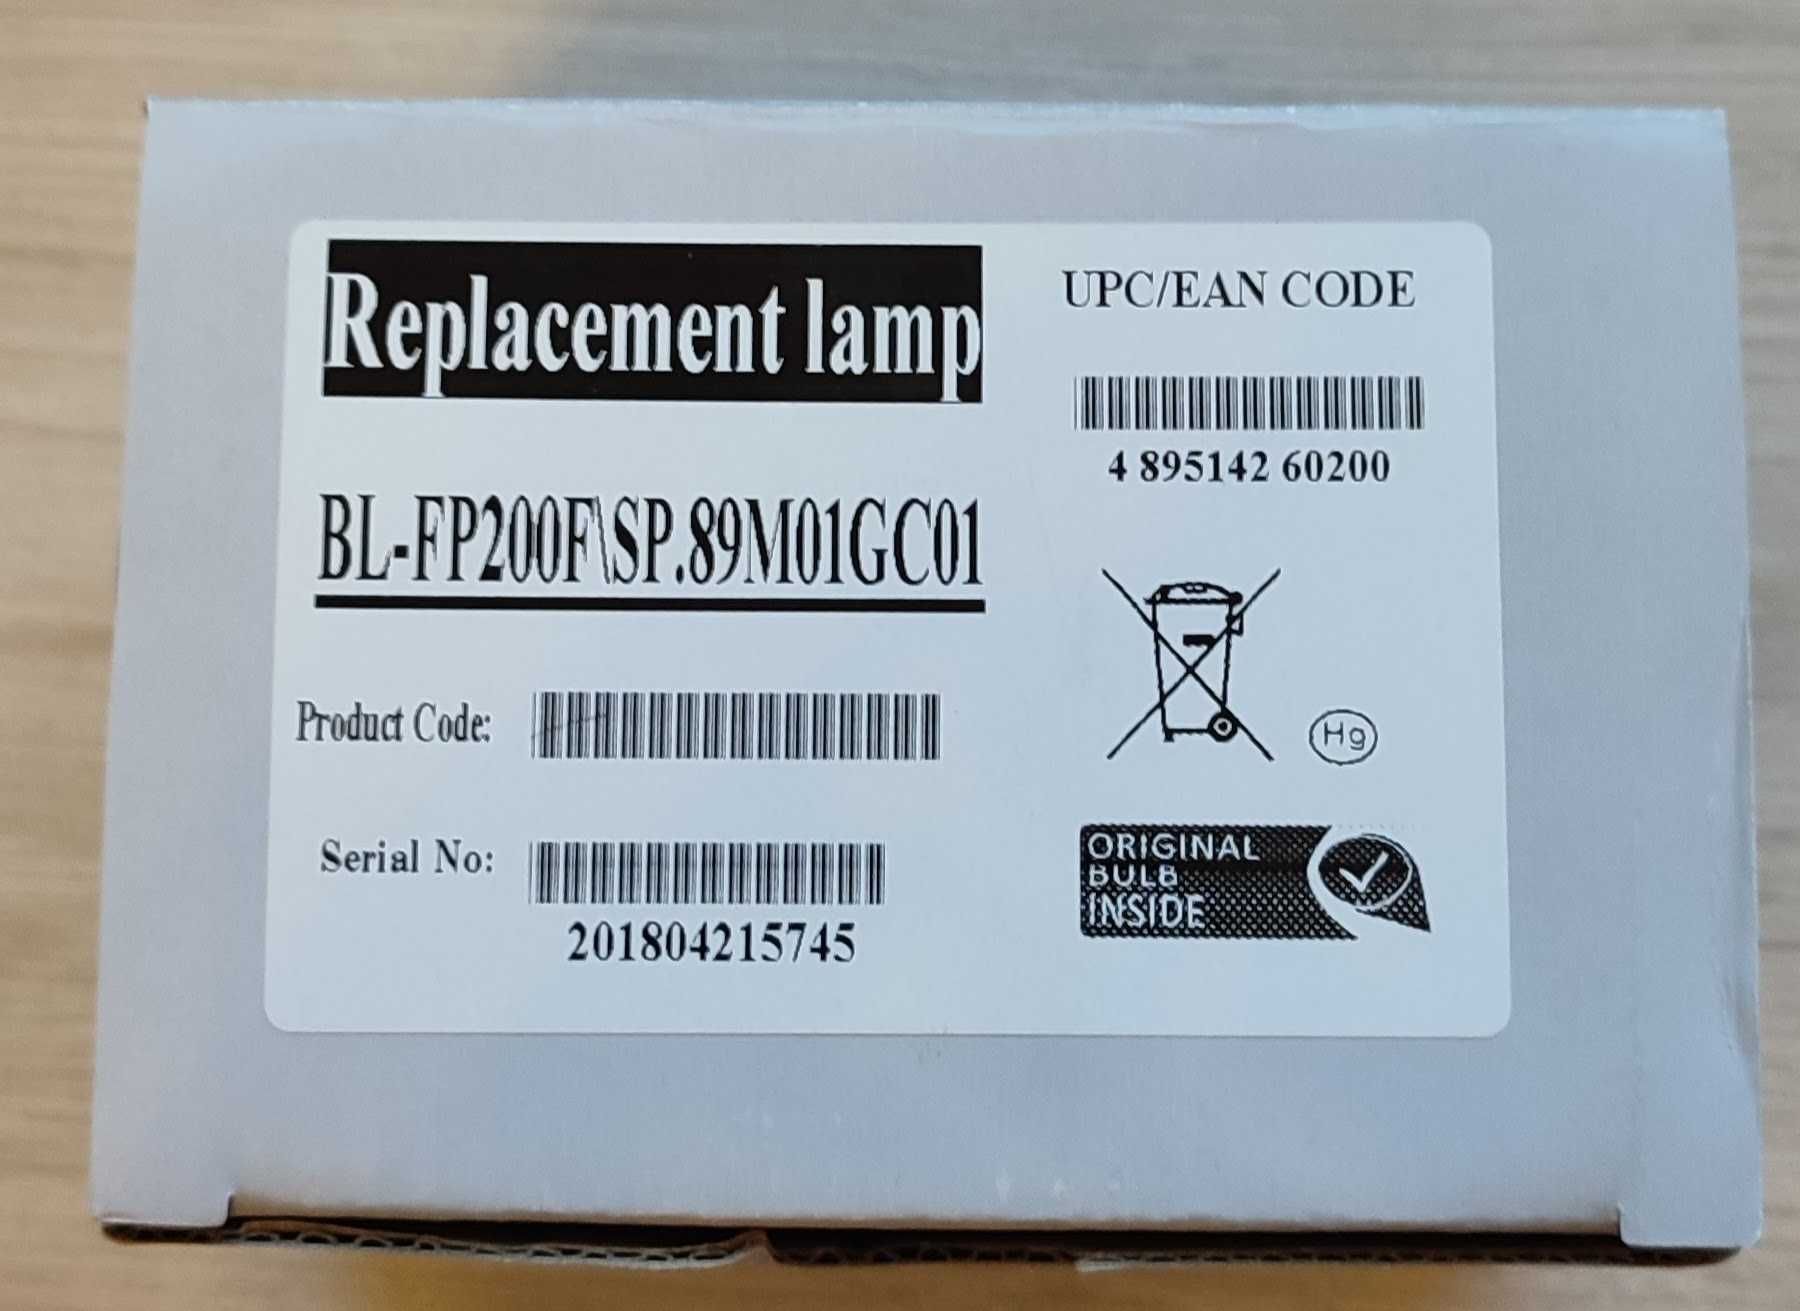 Replacement lamp
BL-FP200F\SP.89M01GC01
Product Code:
Serial No:
201804215745
UPC/EAN CODE
4 895142 60200
Hg
ORIGINAL
BULB
INSIDE